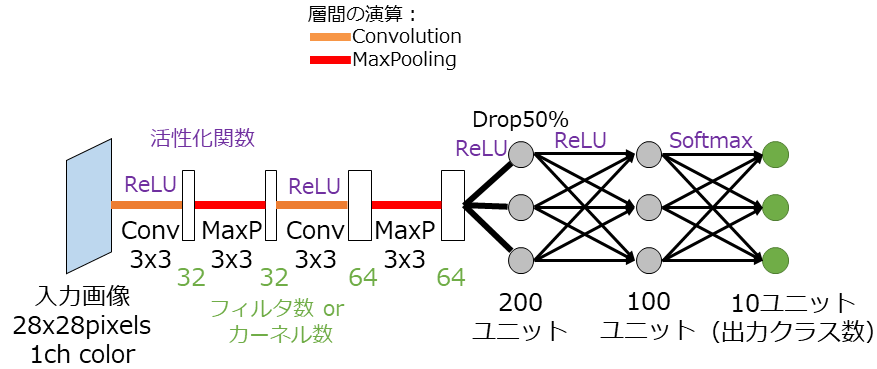 層間の演算：
Convolution
MaxPooling
活性化関数
Drop50%
ReLU
ReLU
ReLU
ReLU
Softmax
Conv
3x3
MaxP
3x3
Conv
3x3
MaxP
3x3
32
32
64
64
フィルタ数 or
カーネル数
入力画像
28x28pixels
1ch color
200
ユニット
100
ユニット
10ユニット
（出力クラス数）